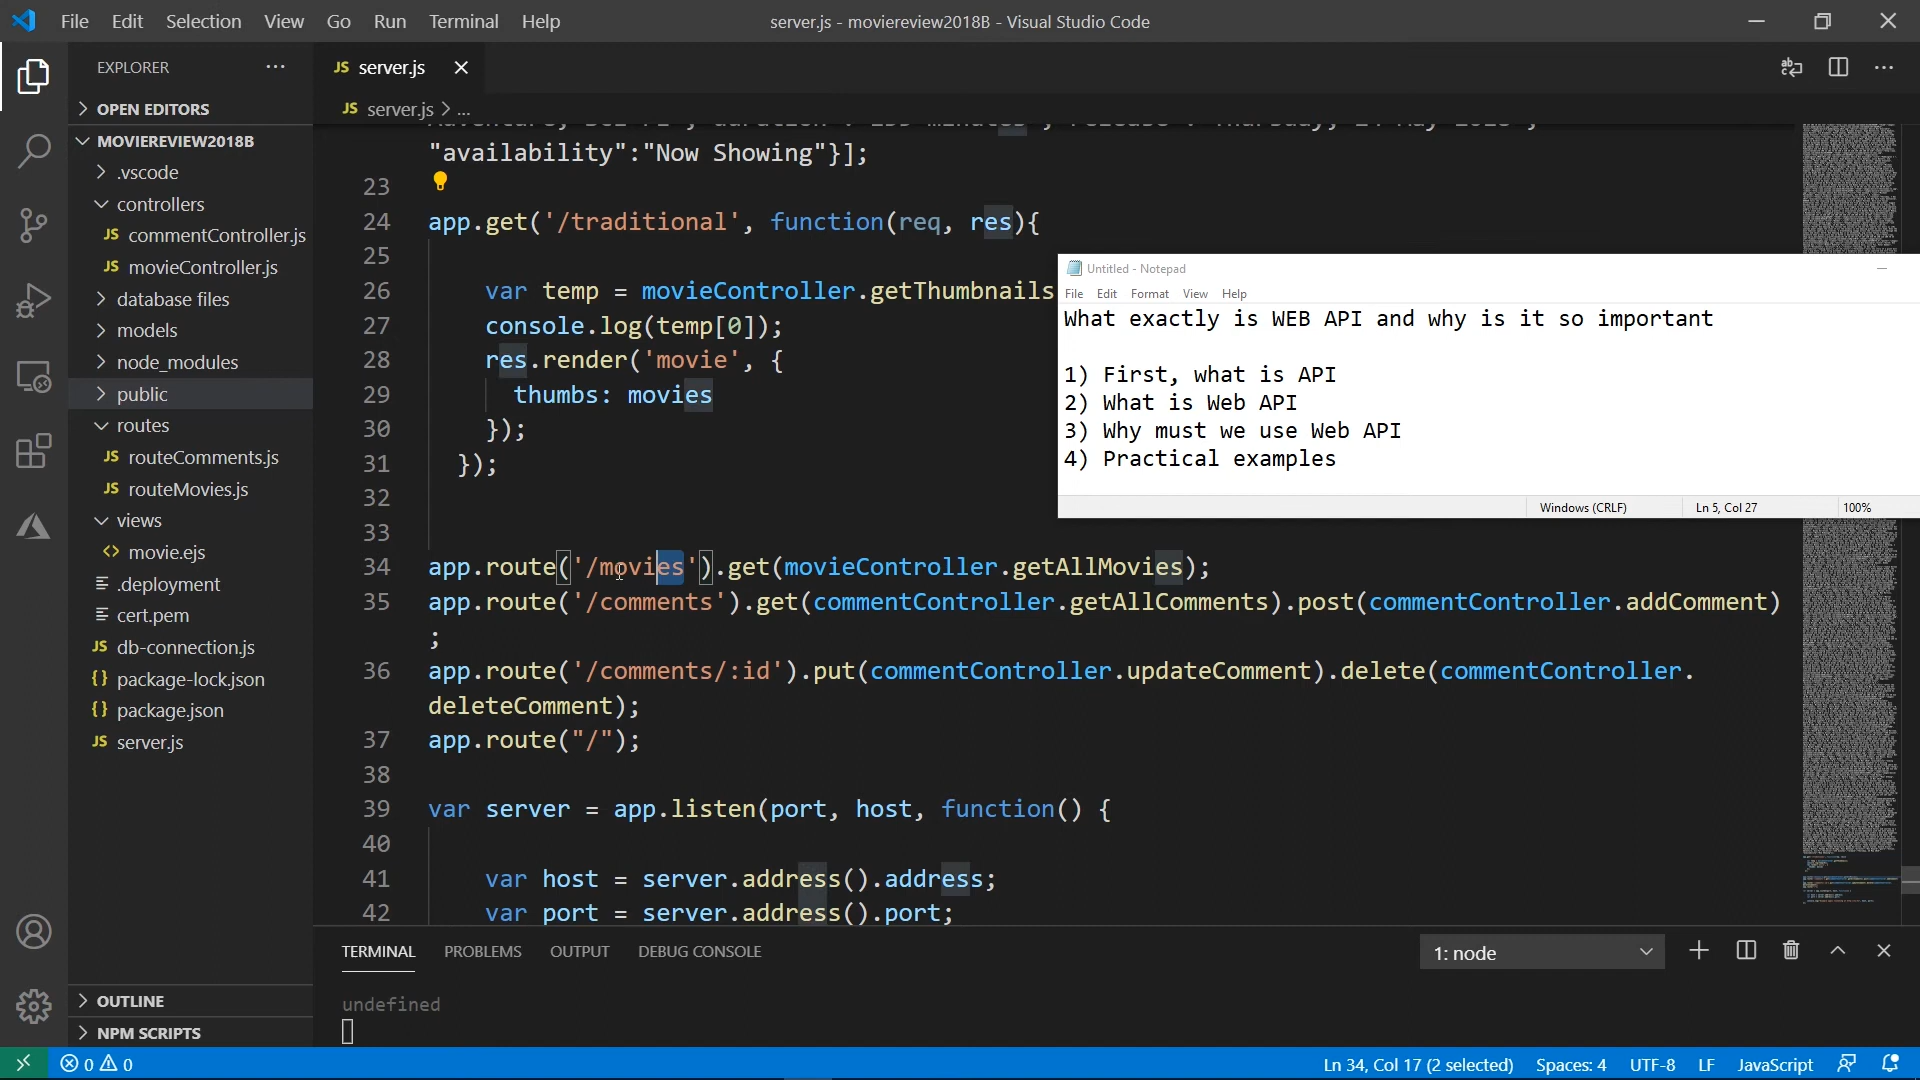 File Edit Selection View Go Run Terminal Help
server.js - moviereview2018B - Visual Studio Code
EXPLORER
OPEN EDITORS
MOVIEREVIEW2018B
.vscode
controllers
JS commentController.js
JS movieController.js
database files
models
node_modules
public
routes
JS routeComments.js
JS routeMovies.js
views
<> movie.ejs
.deployment
cert.pem
JS db-connection.js
{} package-lock.json
{} package.json
JS server.js
OUTLINE
NPM SCRIPTS
JS server.js
JS server.js > ...
"availability":"Now Showing"}];
23
24 app.get('/traditional', function(req, res){
25
26 var temp = movieController.getThumbnails
27 console.log(temp[0]);
28 res.render('movie', {
29 thumbs: movies
30 });
31 });
32
33
34 app.route('/movies').get(movieController.getAllMovies);
35 app.route('/comments').get(commentController.getAllComments).post(commentController.addComment)
;
36 app.route('/comments/:id').put(commentController.updateComment).delete(commentController.
deleteComment);
37 app.route("/");
38
39 var server = app.listen(port, host, function() {
40
41 var host = server.address().address;
42 var port = server.address().port;
Untitled - Notepad
File Edit Format View Help
What exactly is WEB API and why is it so important
1) First, what is API
2) What is Web API
3) Why must we use Web API
4) Practical examples
Windows (CRLF) Ln 5, Col 27 100%
TERMINAL PROBLEMS OUTPUT DEBUG CONSOLE
1: node
undefined
0 0
Ln 34, Col 17 (2 selected) Spaces: 4 UTF-8 LF JavaScript